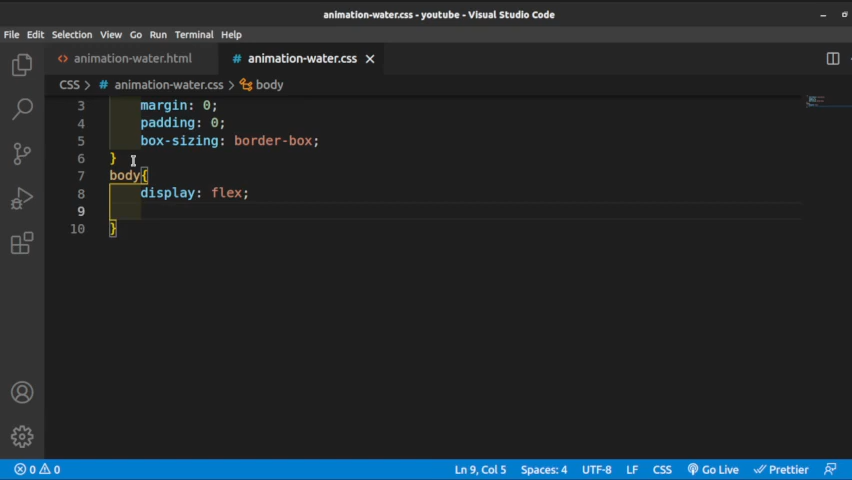 animation-water.css - youtube - Visual Studio Code
File Edit Selection View Go Run Terminal Help
<> animation-water.html # animation-water.css ×
CSS > # animation-water.css > body
3 margin: 0;
4 padding: 0;
5 box-sizing: border-box;
6 }
7 body{
8 display: flex;
9
10 }
0 0 Ln 9, Col 5 Spaces: 4 UTF-8 LF CSS Go Live Prettier